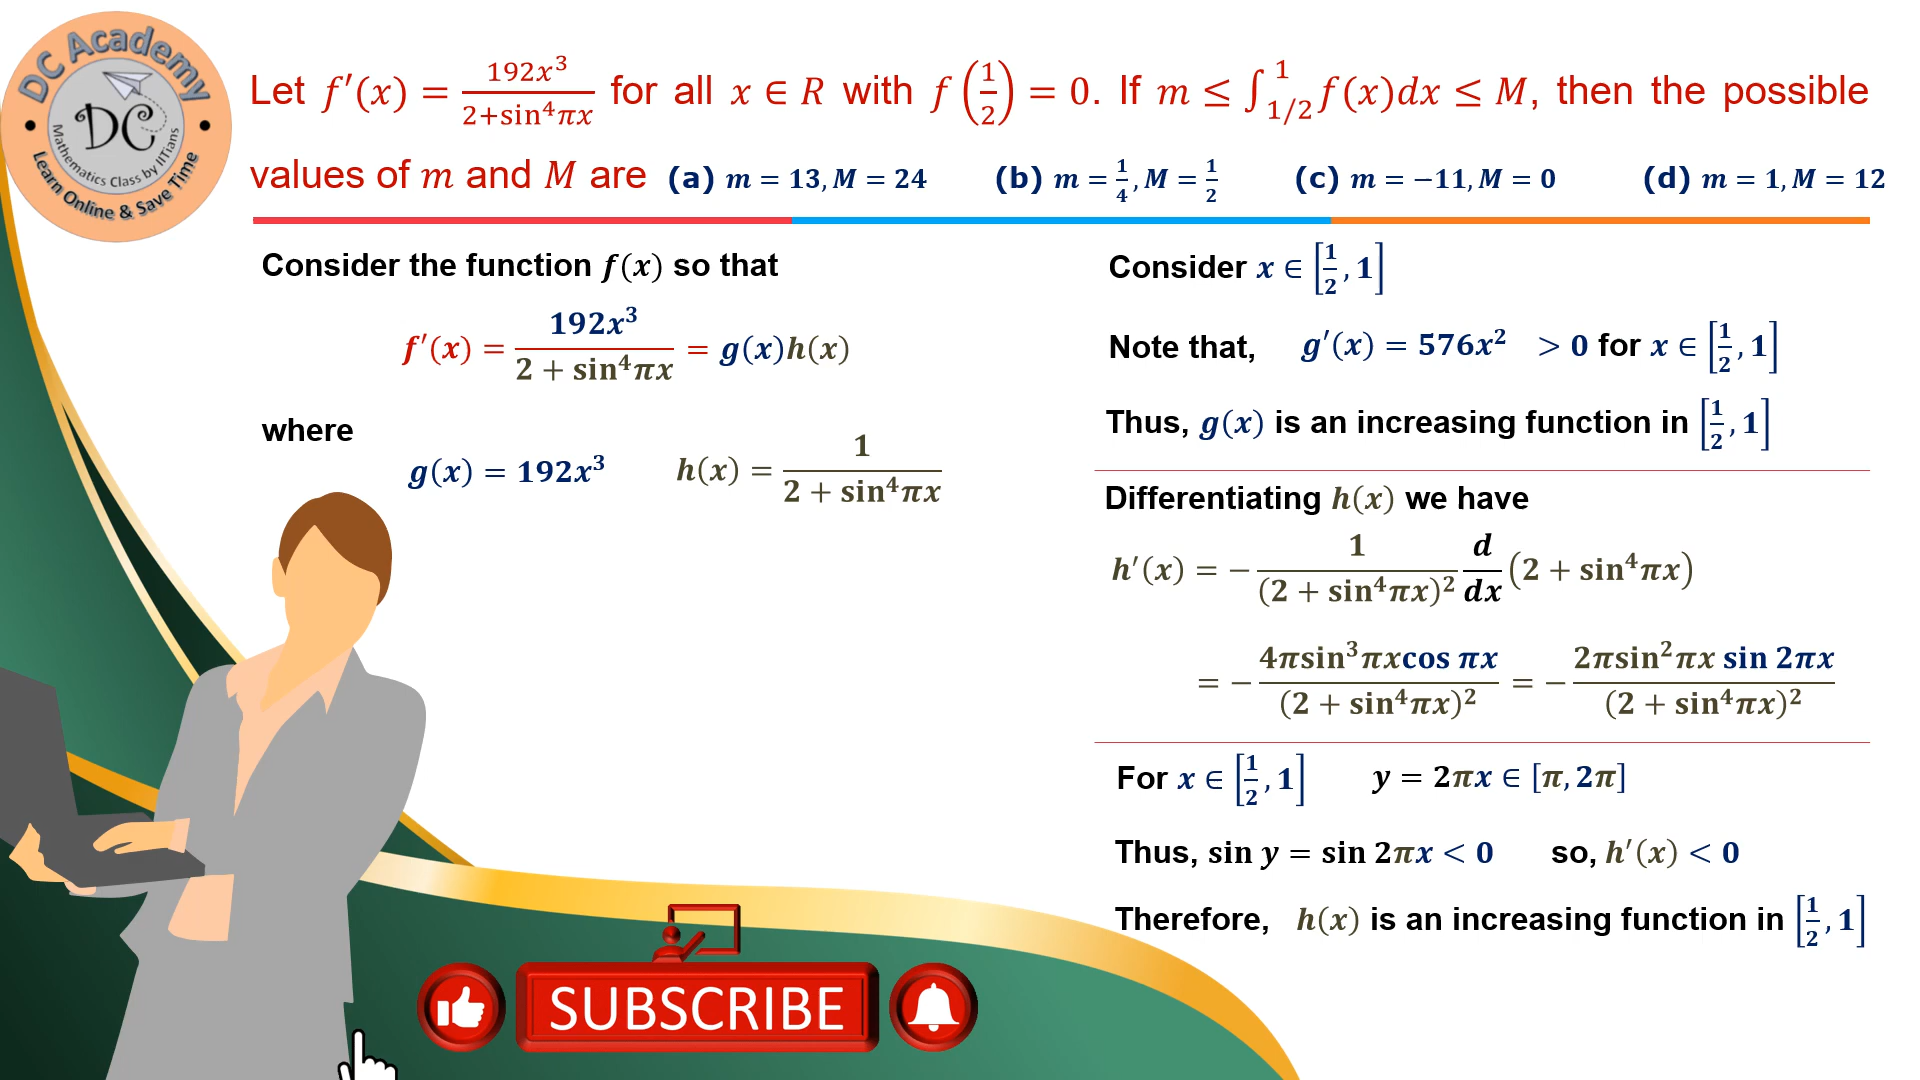 DC Academy
DC
Mathematics Class by IITians
Learn Online & Save Time
Let f′(x) = 192x³/(2+sin⁴πx) for all x ∈ R with f(1/2) = 0. If m ≤ ∫_{1/2}^{1} f(x)dx ≤ M, then the possible
values of m and M are (a) m = 13, M = 24 (b) m = 1/4, M = 1/2 (c) m = −11, M = 0 (d) m = 1, M = 12
Consider the function f(x) so that
f′(x) = 192x³/(2 + sin⁴πx) = g(x)h(x)
where
g(x) = 192x³ h(x) = 1/(2 + sin⁴πx)
Consider x ∈ [1/2, 1]
Note that, g′(x) = 576x² > 0 for x ∈ [1/2, 1]
Thus, g(x) is an increasing function in [1/2, 1]
Differentiating h(x) we have
h′(x) = − 1/(2 + sin⁴πx)² d/dx (2 + sin⁴πx)
= − 4πsin³πxcos πx/(2 + sin⁴πx)² = − 2πsin²πx sin 2πx/(2 + sin⁴πx)²
For x ∈ [1/2, 1] y = 2πx ∈ [π, 2π]
Thus, sin y = sin 2πx < 0 so, h′(x) < 0
Therefore, h(x) is an increasing function in [1/2, 1]
SUBSCRIBE